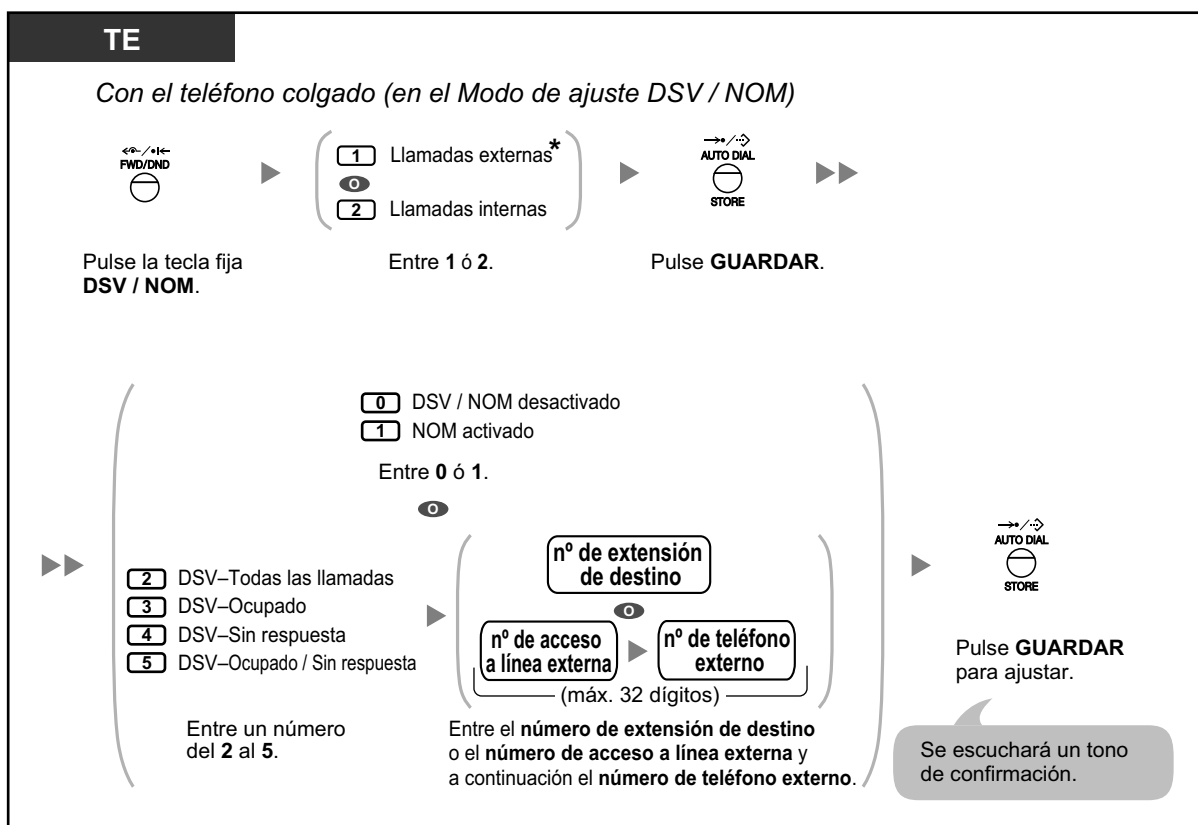 TE
Con el teléfono colgado (en el Modo de ajuste DSV / NOM)
FWD/DND
1 Llamadas externas*
o
2 Llamadas internas
AUTO DIAL
STORE
Pulse la tecla fija
DSV / NOM.
Entre 1 ó 2.
Pulse GUARDAR.
0 DSV / NOM desactivado
1 NOM activado
Entre 0 ó 1.
o
2 DSV–Todas las llamadas
3 DSV–Ocupado
4 DSV–Sin respuesta
5 DSV–Ocupado / Sin respuesta
Entre un número
del 2 al 5.
nº de extensión
de destino
o
nº de acceso
a línea externa
nº de teléfono
externo
(máx. 32 dígitos)
Entre el número de extensión de destino
o el número de acceso a línea externa y
a continuación el número de teléfono externo.
AUTO DIAL
STORE
Pulse GUARDAR
para ajustar.
Se escuchará un tono
de confirmación.